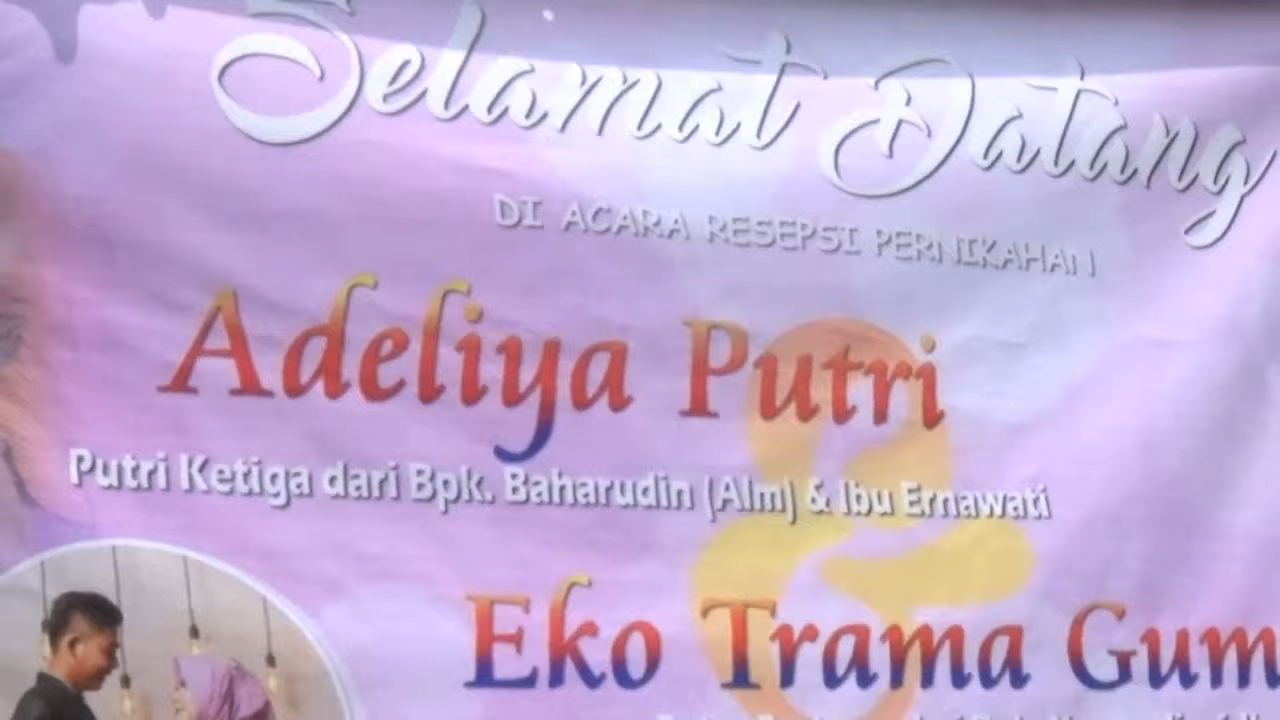 Selamat Datang
DI ACARA RESEPSI PERNIKAHAN
Adeliya Putri
Putri Ketiga dari Bpk. Baharudin (Alm) & Ibu Ernawati
&
Eko Trama Gum